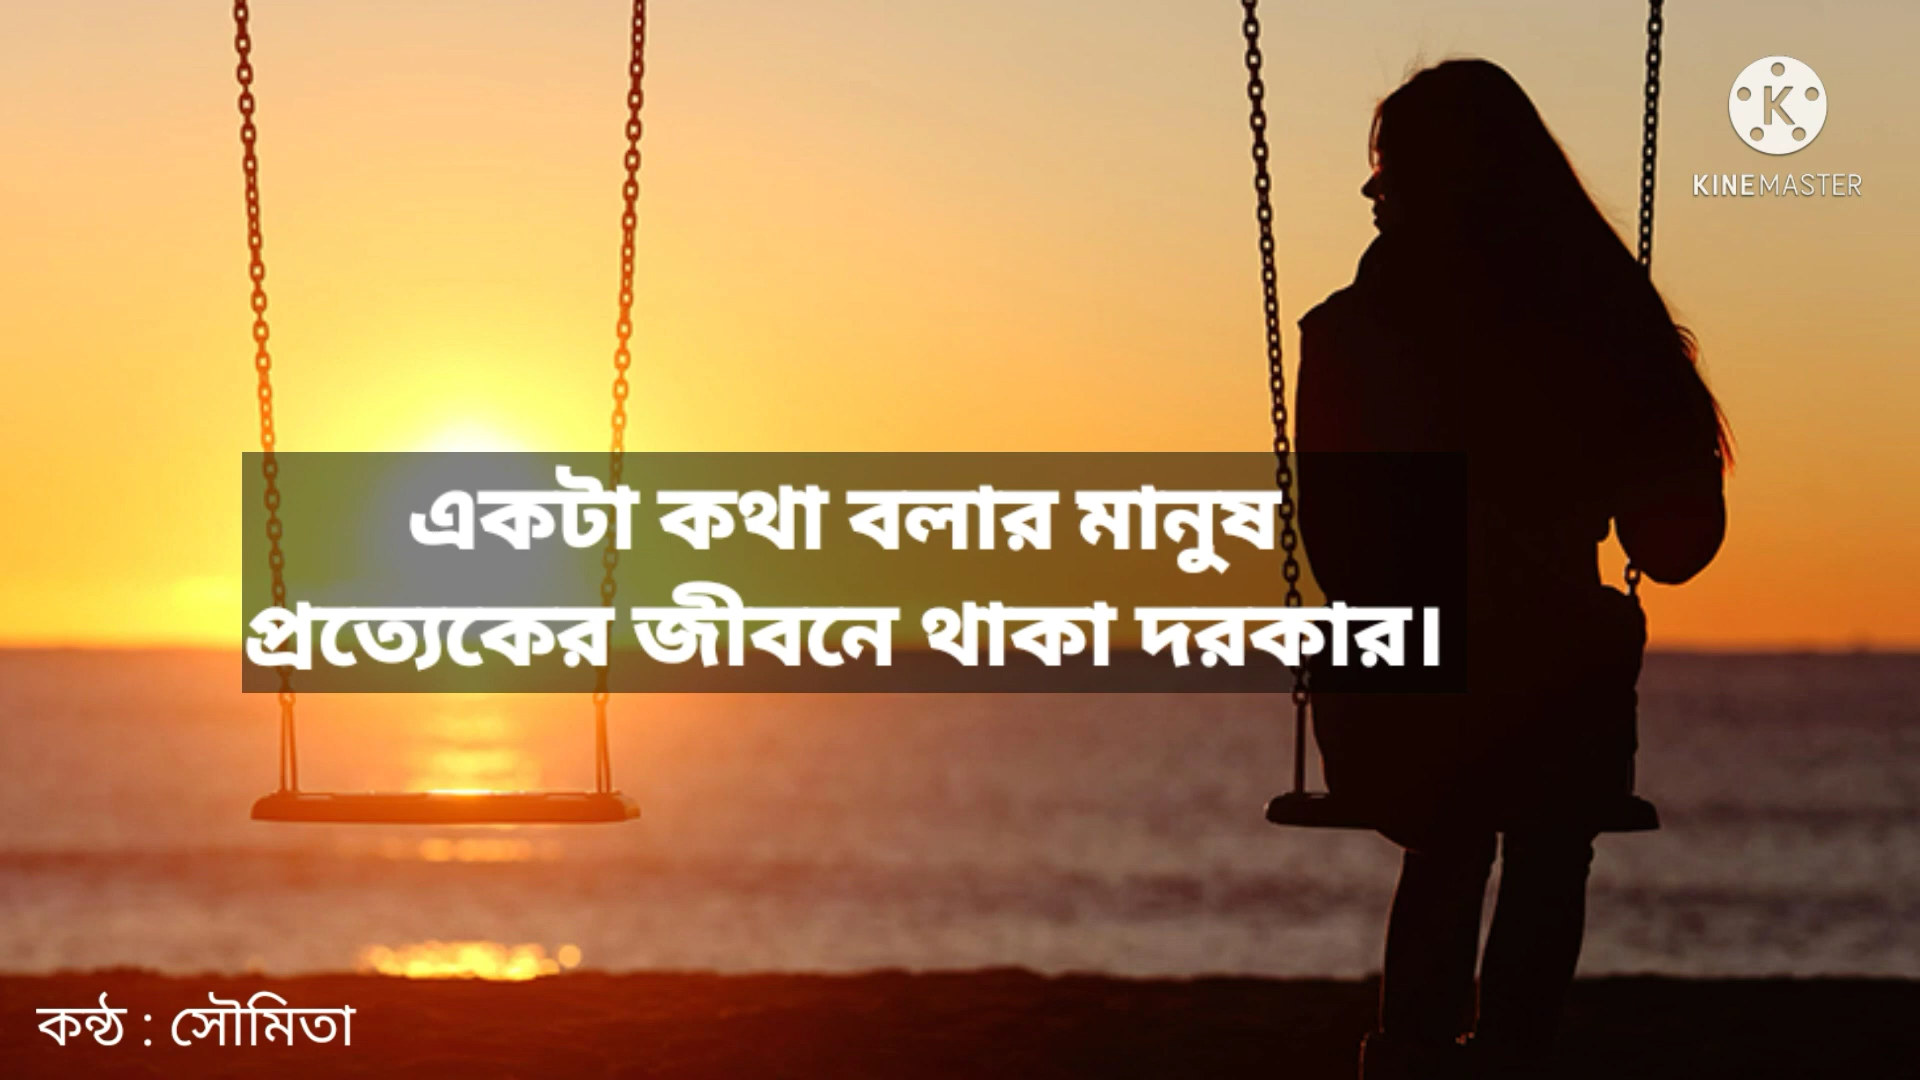 KINEMASTER
একটা কথা বলার মানুষ
প্রত্যেকের জীবনে থাকা দরকার।
কন্ঠ : সৌমিতা